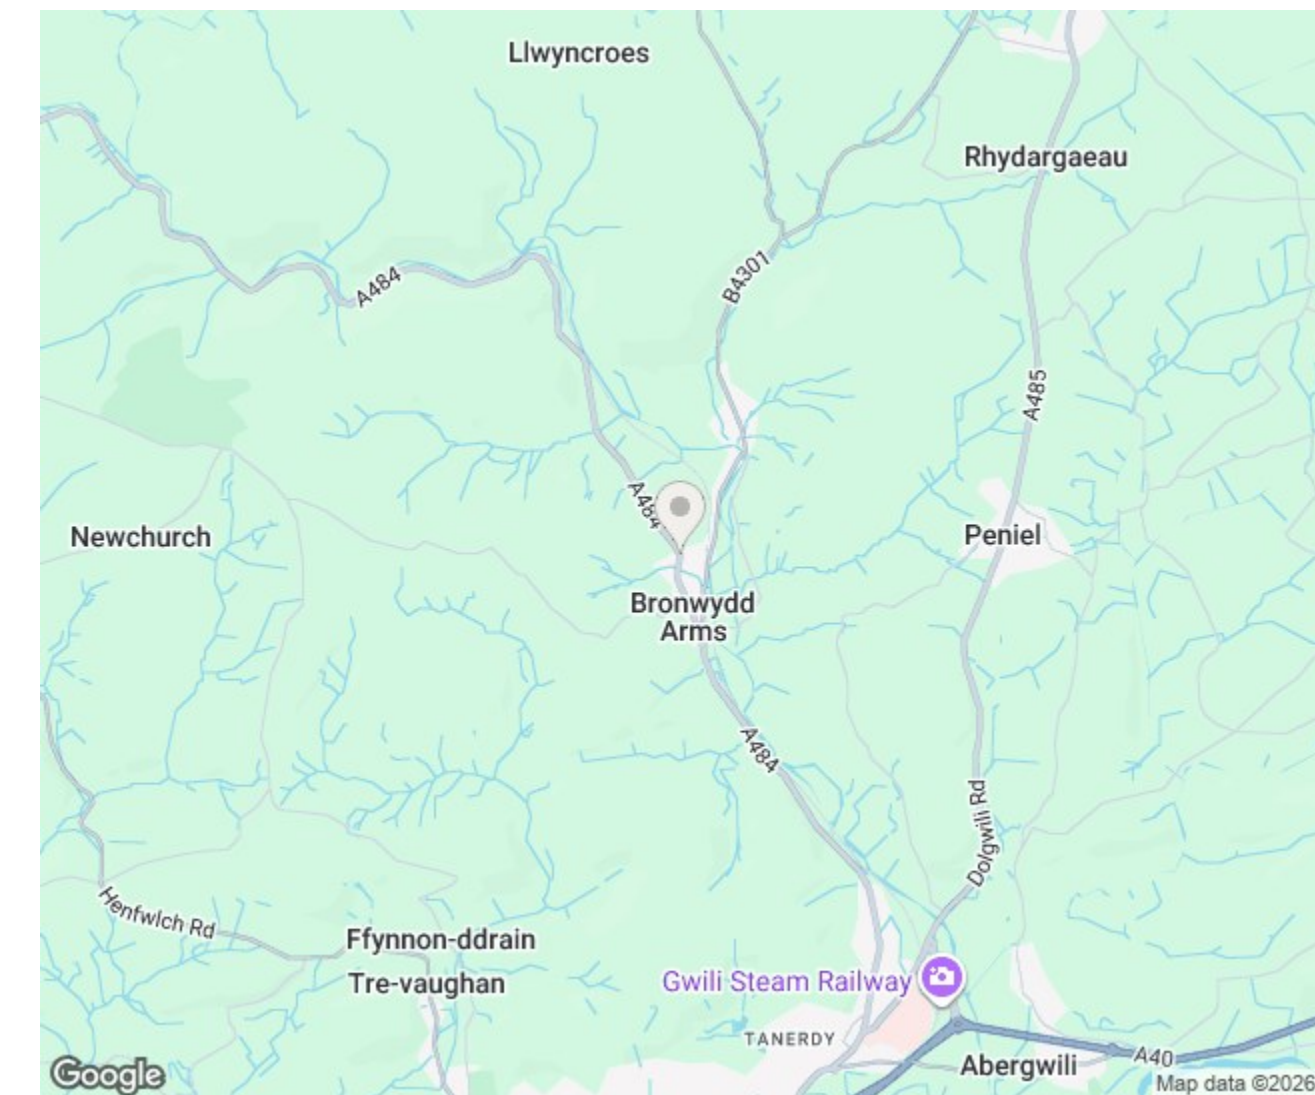 Llwyncroes
Rhydargaeau
A484
B4301
A485
A484
Newchurch
Peniel
Bronwydd
Arms
A484
Dolgwili Rd
Henfwlch Rd
Ffynnon-ddrain
Tre-vaughan
Gwili Steam Railway
TANERDY
A40
Abergwili
Google
Map data ©2026